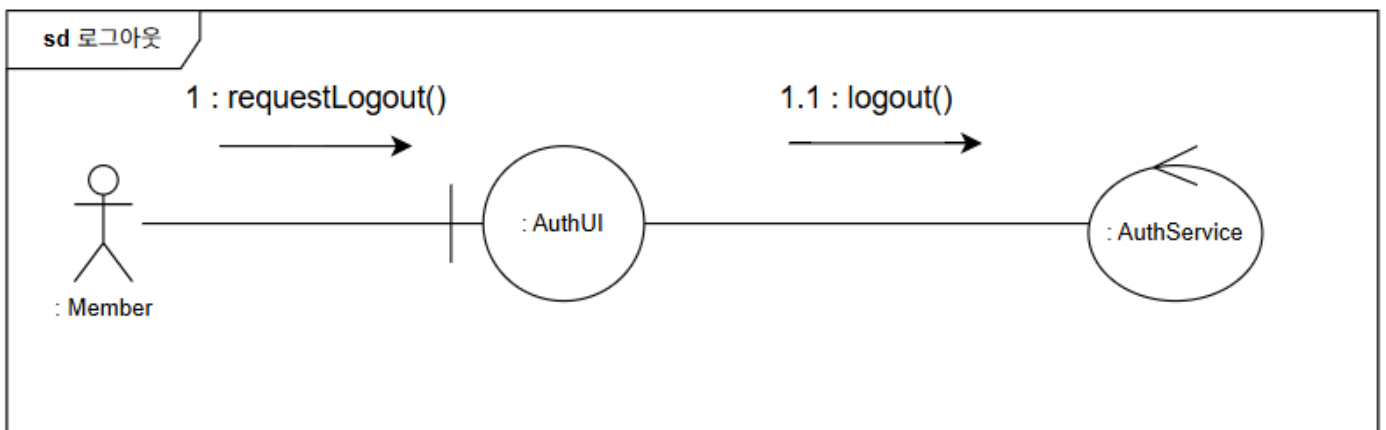 sd 로그아웃
1 : requestLogout()
1.1 : logout()
: AuthUI
: AuthService
: Member